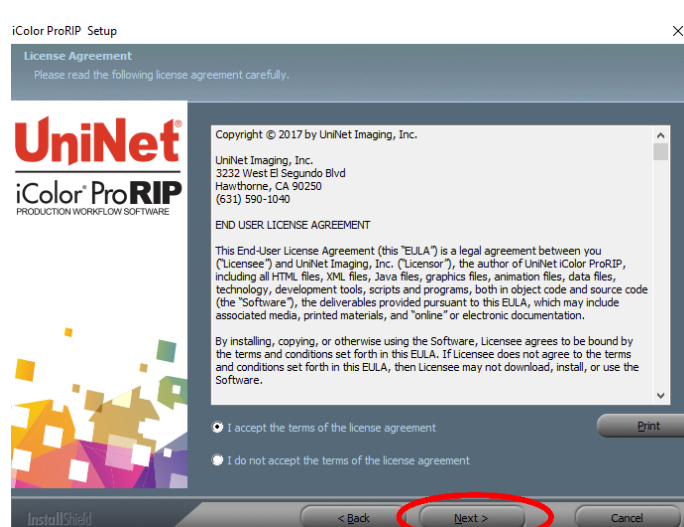 iColor ProRIP Setup
License Agreement
Please read the following license agreement carefully.
UniNet®
iColor® ProRIP
PRODUCTION WORKFLOW SOFTWARE
Copyright © 2017 by UniNet Imaging, Inc.
UniNet Imaging, Inc.
3232 West El Segundo Blvd
Hawthorne, CA 90250
(631) 590-1040
END USER LICENSE AGREEMENT
This End-User License Agreement (this "EULA") is a legal agreement between you
("Licensee") and UniNet Imaging, Inc. ("Licensor"), the author of UniNet iColor ProRIP,
including all HTML files, XML files, Java files, graphics files, animation files, data files,
technology, development tools, scripts and programs, both in object code and source code
(the "Software"), the deliverables provided pursuant to this EULA, which may include
associated media, printed materials, and "online" or electronic documentation.
By installing, copying, or otherwise using the Software, Licensee agrees to be bound by
the terms and conditions set forth in this EULA. If Licensee does not agree to the terms
and conditions set forth in this EULA, then Licensee may not download, install, or use the
Software.
I accept the terms of the license agreement
Print
I do not accept the terms of the license agreement
InstallShield
< Back
Next >
Cancel